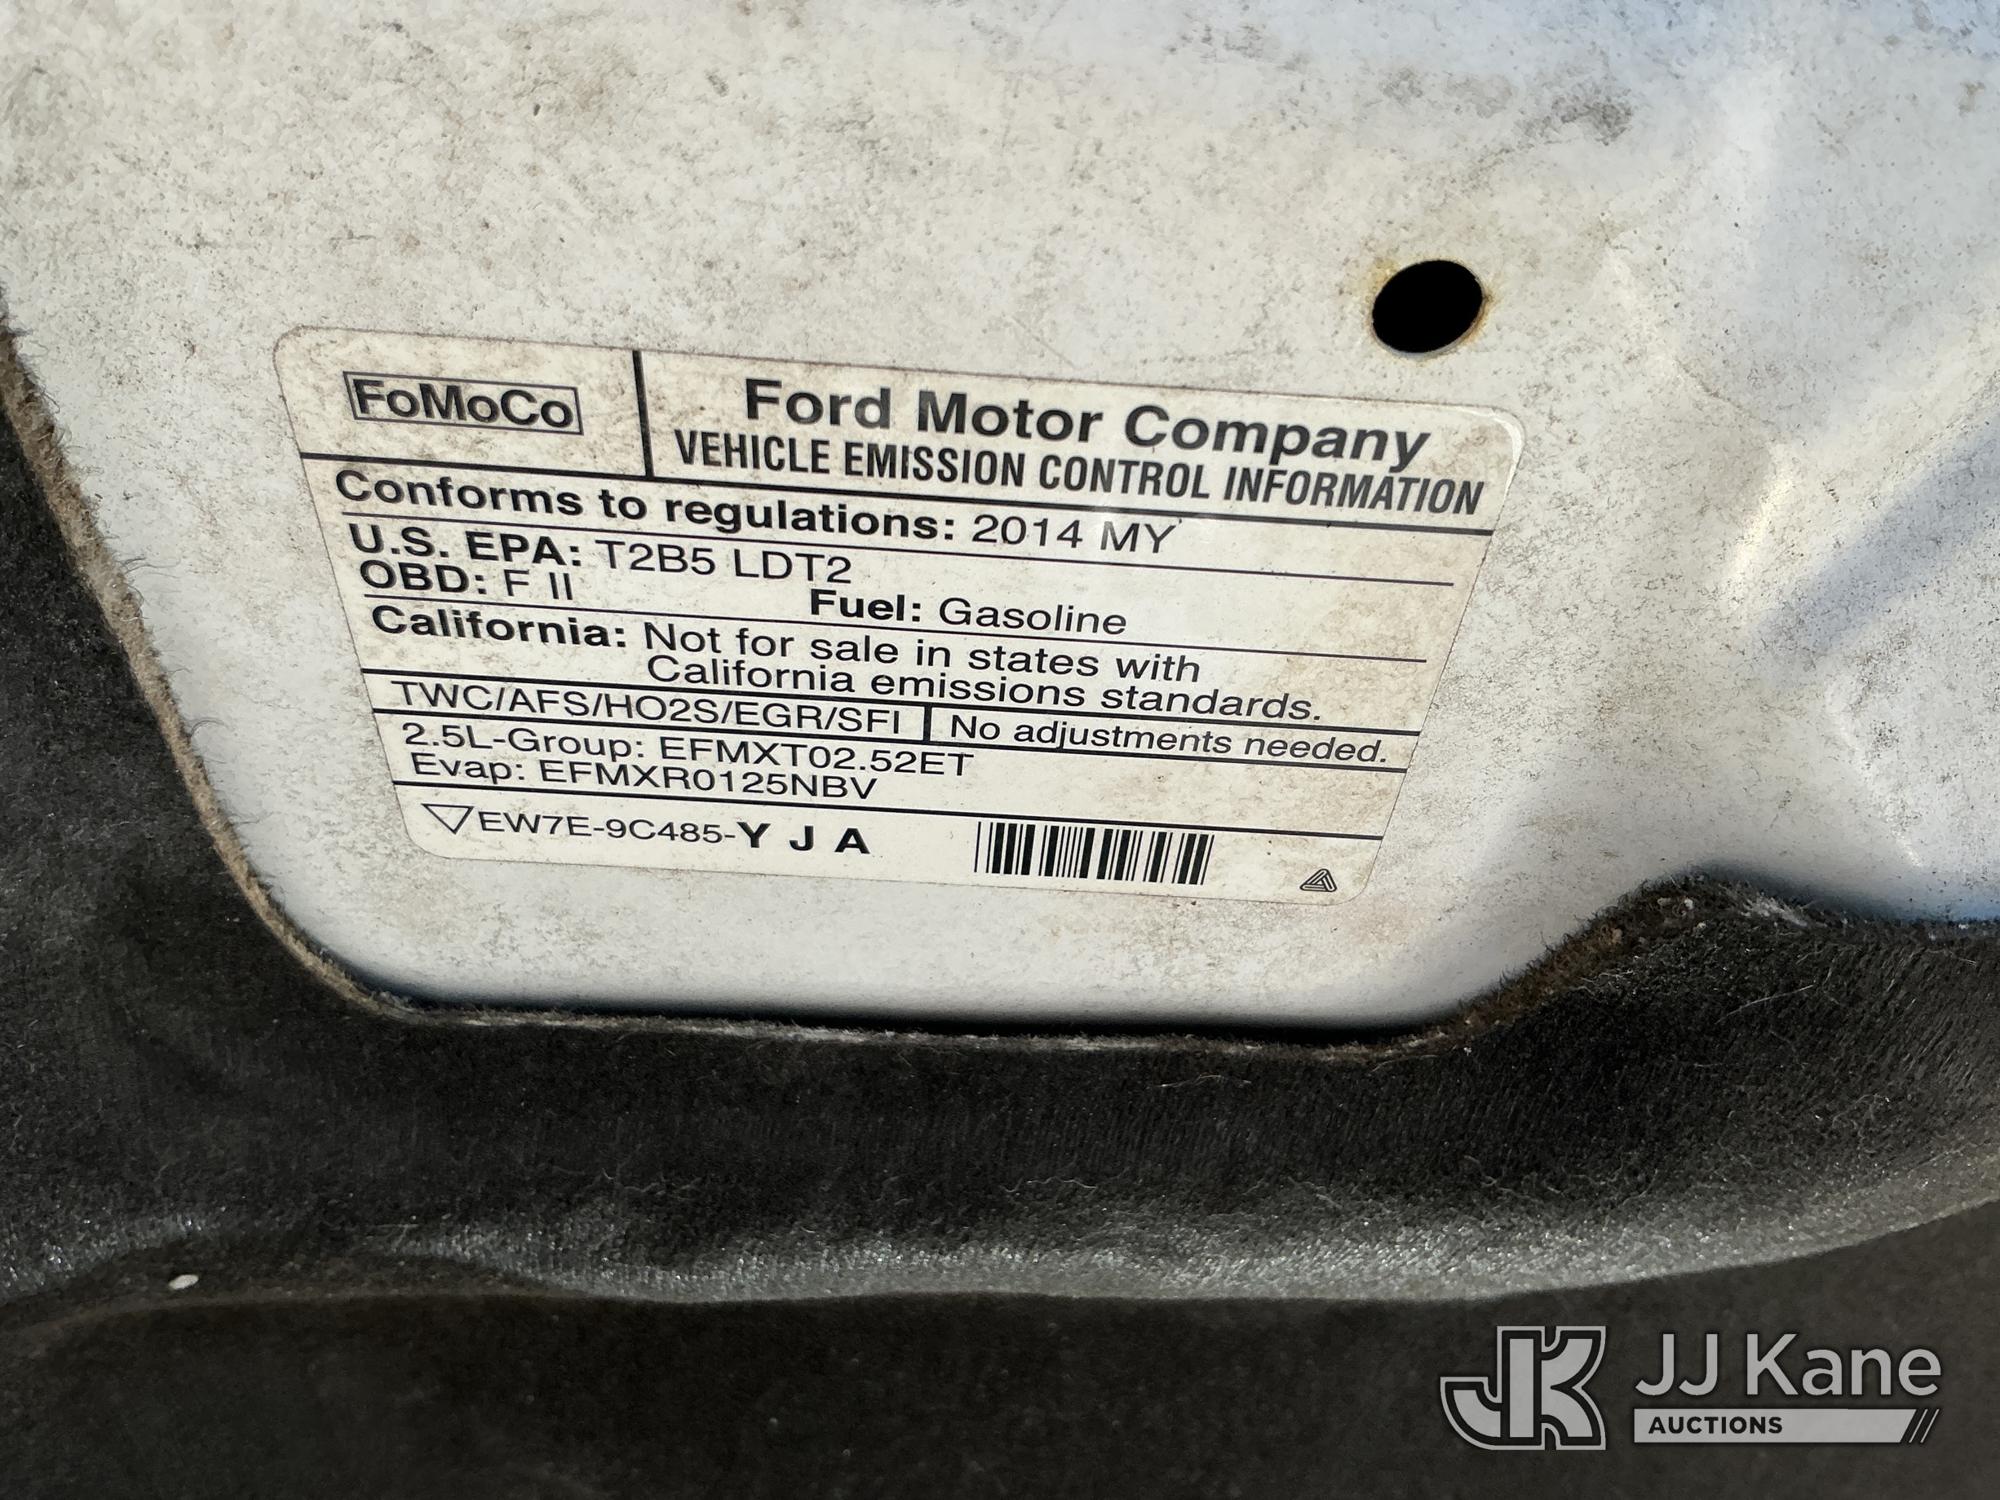 FoMoCo
Ford Motor Company
VEHICLE EMISSION CONTROL INFORMATION
Conforms to regulations: 2014 MY
U.S. EPA: T2B5 LDT2
OBD: F II Fuel: Gasoline
California: Not for sale in states with
California emissions standards.
TWC/AFS/HO2S/EGR/SFI No adjustments needed.
2.5L-Group: EFMXT02.52ET
Evap: EFMXR0125NBV
EW7E-9C485-Y J A
JK JJ Kane
AUCTIONS